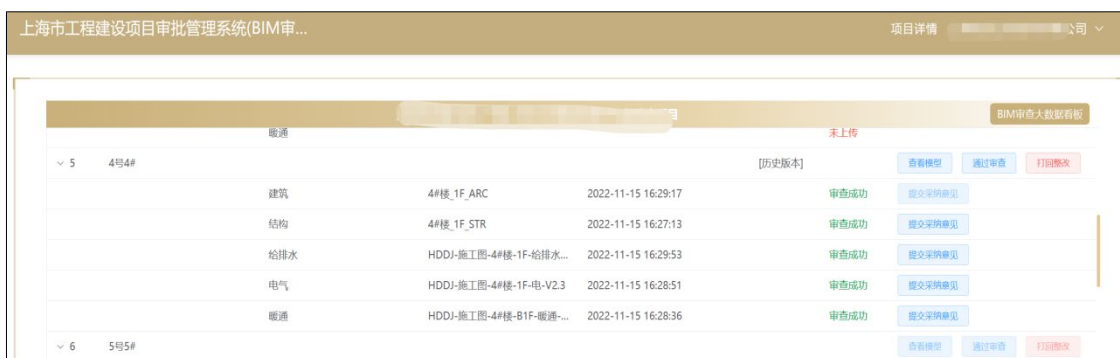 上海市工程建设项目审批管理系统(BIM审... 项目详情 公司
BIM审查大数据看板
暖通 未上传
5 4号4# [历史版本] 查看模型 通过审查 打回整改
建筑 4#楼_1F_ARC 2022-11-15 16:29:17 审查成功 提交采纳意见
结构 4#楼_1F_STR 2022-11-15 16:27:13 审查成功 提交采纳意见
给排水 HDDJ-施工图-4#楼-1F-给排水... 2022-11-15 16:29:53 审查成功 提交采纳意见
电气 HDDJ-施工图-4#楼-1F-电-V2.3 2022-11-15 16:28:51 审查成功 提交采纳意见
暖通 HDDJ-施工图-4#楼-B1F-暖通-... 2022-11-15 16:28:36 审查成功 提交采纳意见
6 5号5# 查看模型 通过审查 打回整改